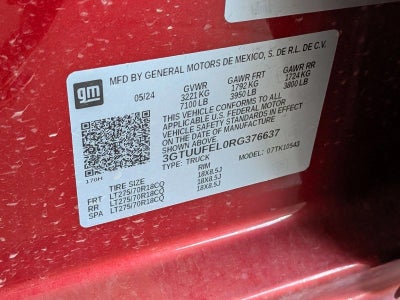 gm
MFD BY GENERAL MOTORS DE MEXICO, S. DE R.L. DE C.V.
05/24 GVWR GAWR FRT GAWR RR
3221 KG 1792 KG 1724 KG
7100 LB 3950 LB 3800 LB
THIS VEHICLE CONFORMS TO ALL
APPLICABLE U.S. FEDERAL MOTOR
VEHICLE SAFETY STANDARDS IN EFFECT
ON THE DATE OF MANUFACTURE SHOWN ABOVE.
3GTUUFEL0RG376637
TYPE: TRUCK MODEL: 07TK10543
170H
TIRE SIZE RIM
FRT LT275/70R18CQ 18X8.5J
RR LT275/70R18CQ 18X8.5J
SPA LT275/70R18CQ 18X8.5J